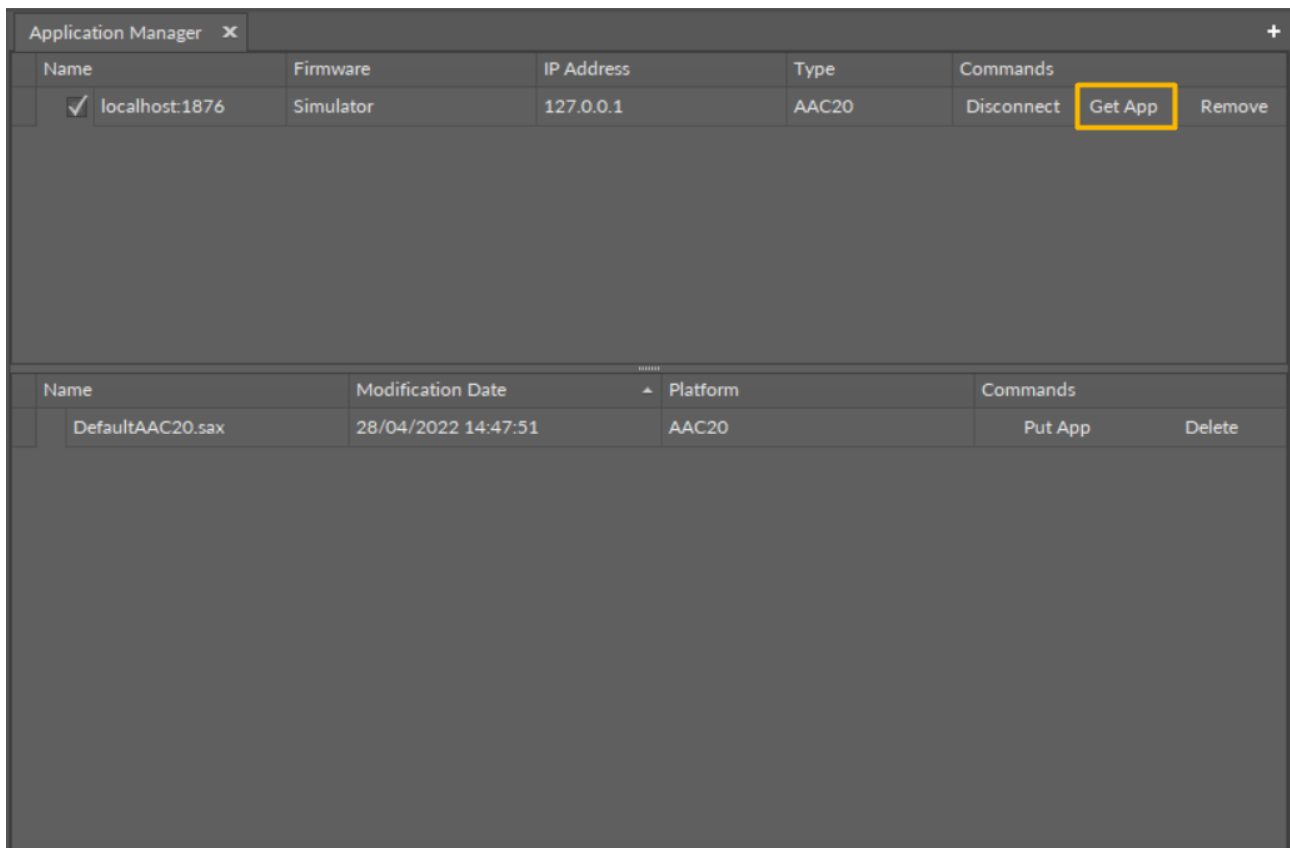 Application Manager
Name Firmware IP Address Type Commands
localhost:1876 Simulator 127.0.0.1 AAC20 Disconnect Get App Remove
Name Modification Date Platform Commands
DefaultAAC20.sax 28/04/2022 14:47:51 AAC20 Put App Delete